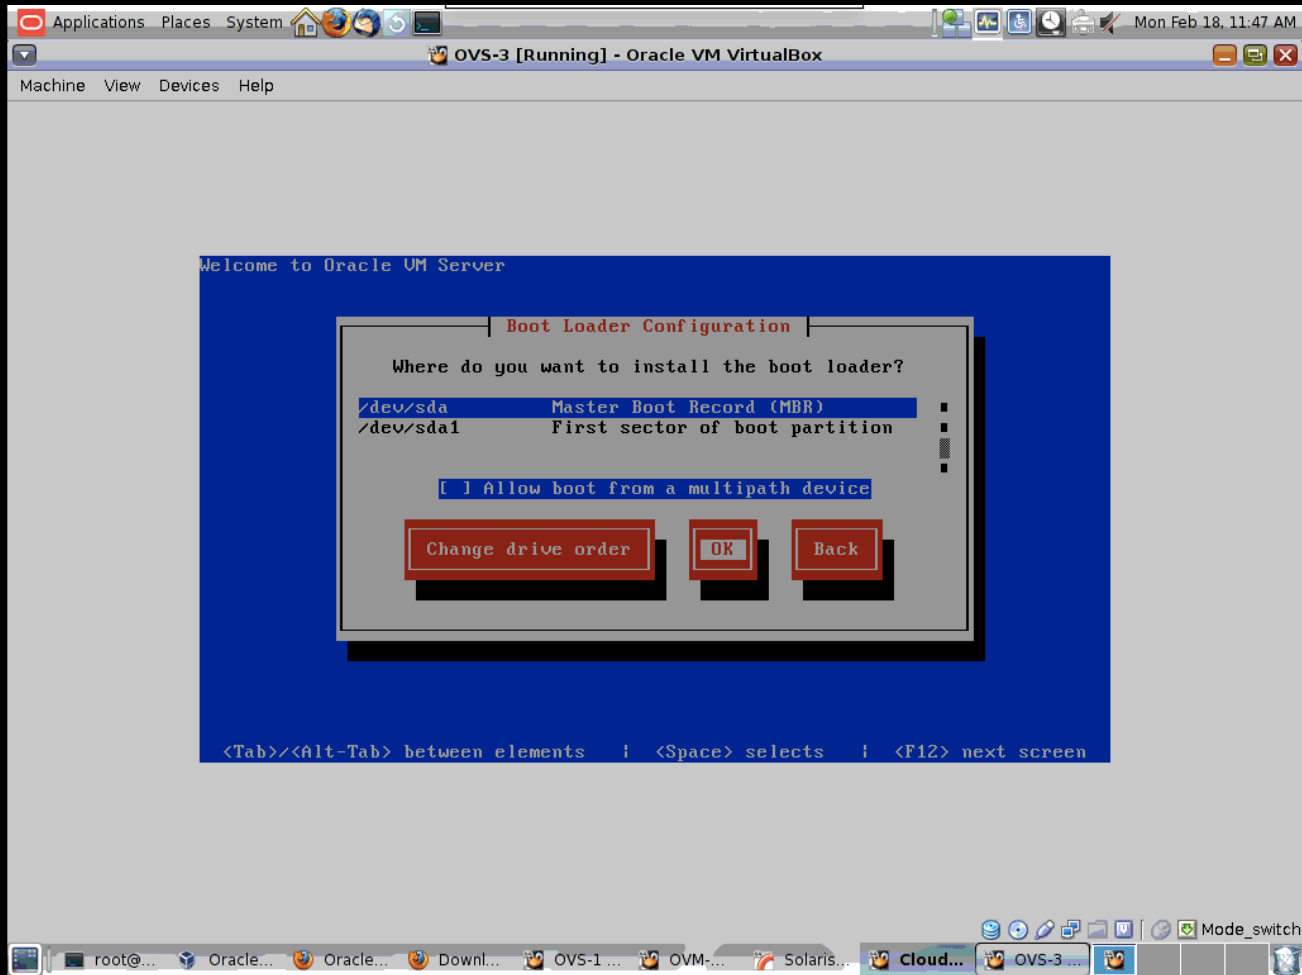 Applications Places System Mon Feb 18, 11:47 AM
OVS-3 [Running] - Oracle VM VirtualBox
Machine View Devices Help
Welcome to Oracle VM Server
Boot Loader Configuration
Where do you want to install the boot loader?
/dev/sda Master Boot Record (MBR)
/dev/sda1 First sector of boot partition
[ ] Allow boot from a multipath device
Change drive order OK Back
<Tab>/<Alt-Tab> between elements | <Space> selects | <F12> next screen
Mode_switch
root@... Oracle... Oracle... Downl... OVS-1 ... OVM-... Solaris... Cloud... OVS-3 ...